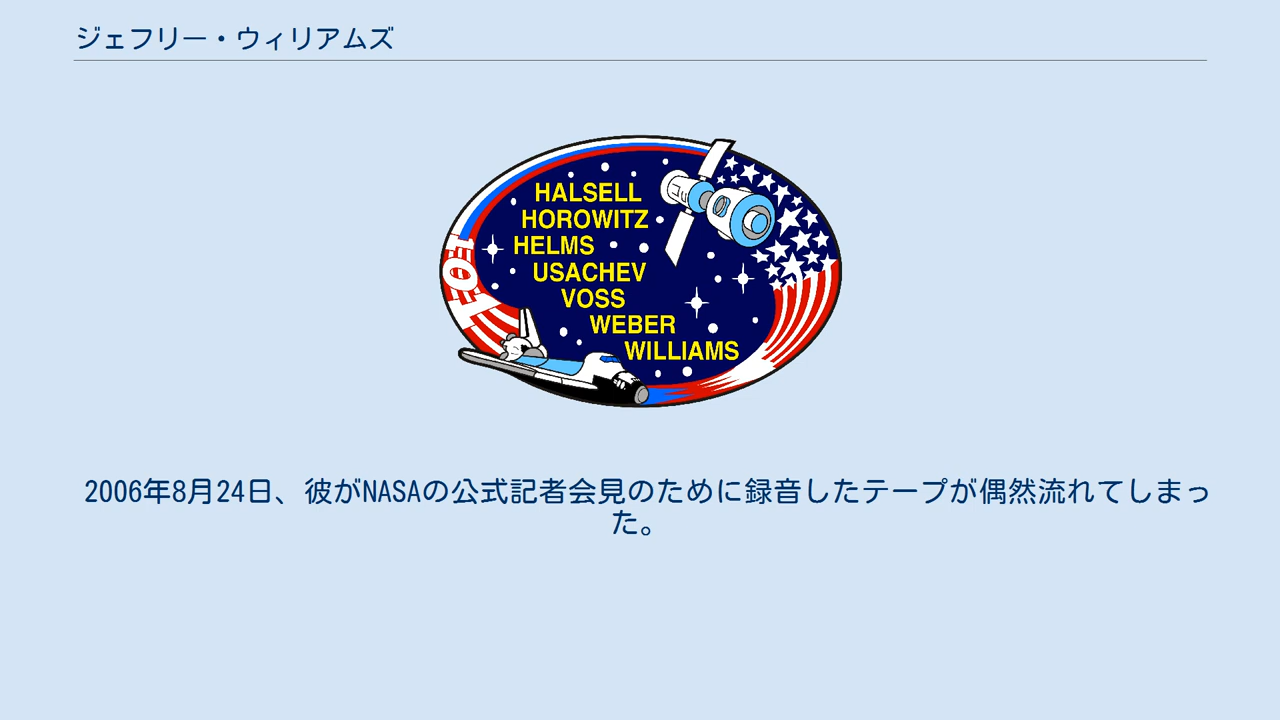 ジェフリー・ウィリアムズ
HALSELL
HOROWITZ
HELMS
USACHEV
VOSS
WEBER
WILLIAMS
101
2006年8月24日、彼がNASAの公式記者会見のために録音したテープが偶然流れてしまっ
た。